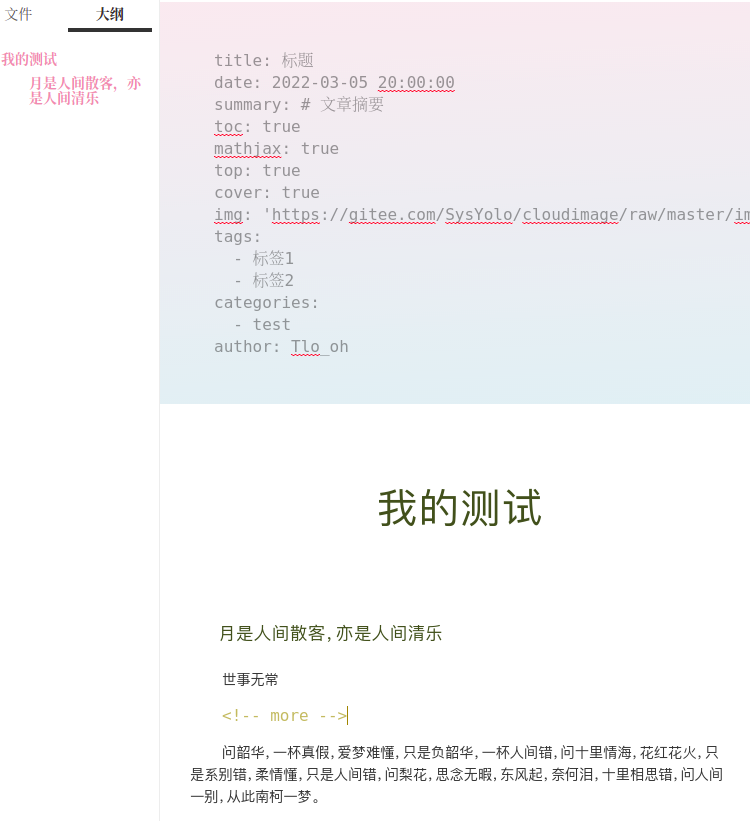 文件
大纲
我的测试
月是人间散客，亦
是人间清乐
title: 标题
date: 2022-03-05 20:00:00
summary: # 文章摘要
toc: true
mathjax: true
top: true
cover: true
img: 'https://gitee.com/SysYolo/cloudimage/raw/master/im
tags:
- 标签1
- 标签2
categories:
- test
author: Tlo_oh
我的测试
月是人间散客,亦是人间清乐
世事无常
<!-- more -->
问韶华,一杯真假,爱梦难懂,只是负韶华,一杯人间错,问十里情海,花红花火,只
是系别错,柔情懂,只是人间错,问梨花,思念无暇,东风起,奈何泪,十里相思错,问人间
一别,从此南柯一梦。